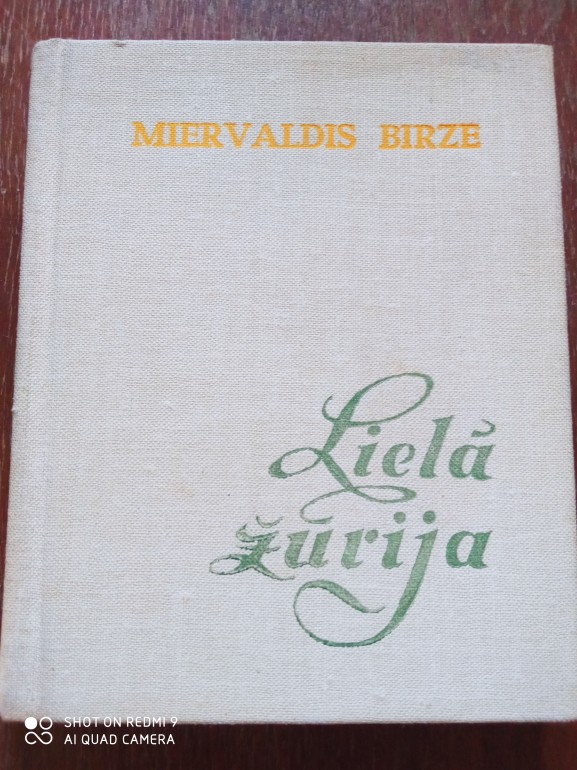 MIERVALDIS BIRZE
Lielā
žūrija
SHOT ON REDMI 9
AI QUAD CAMERA